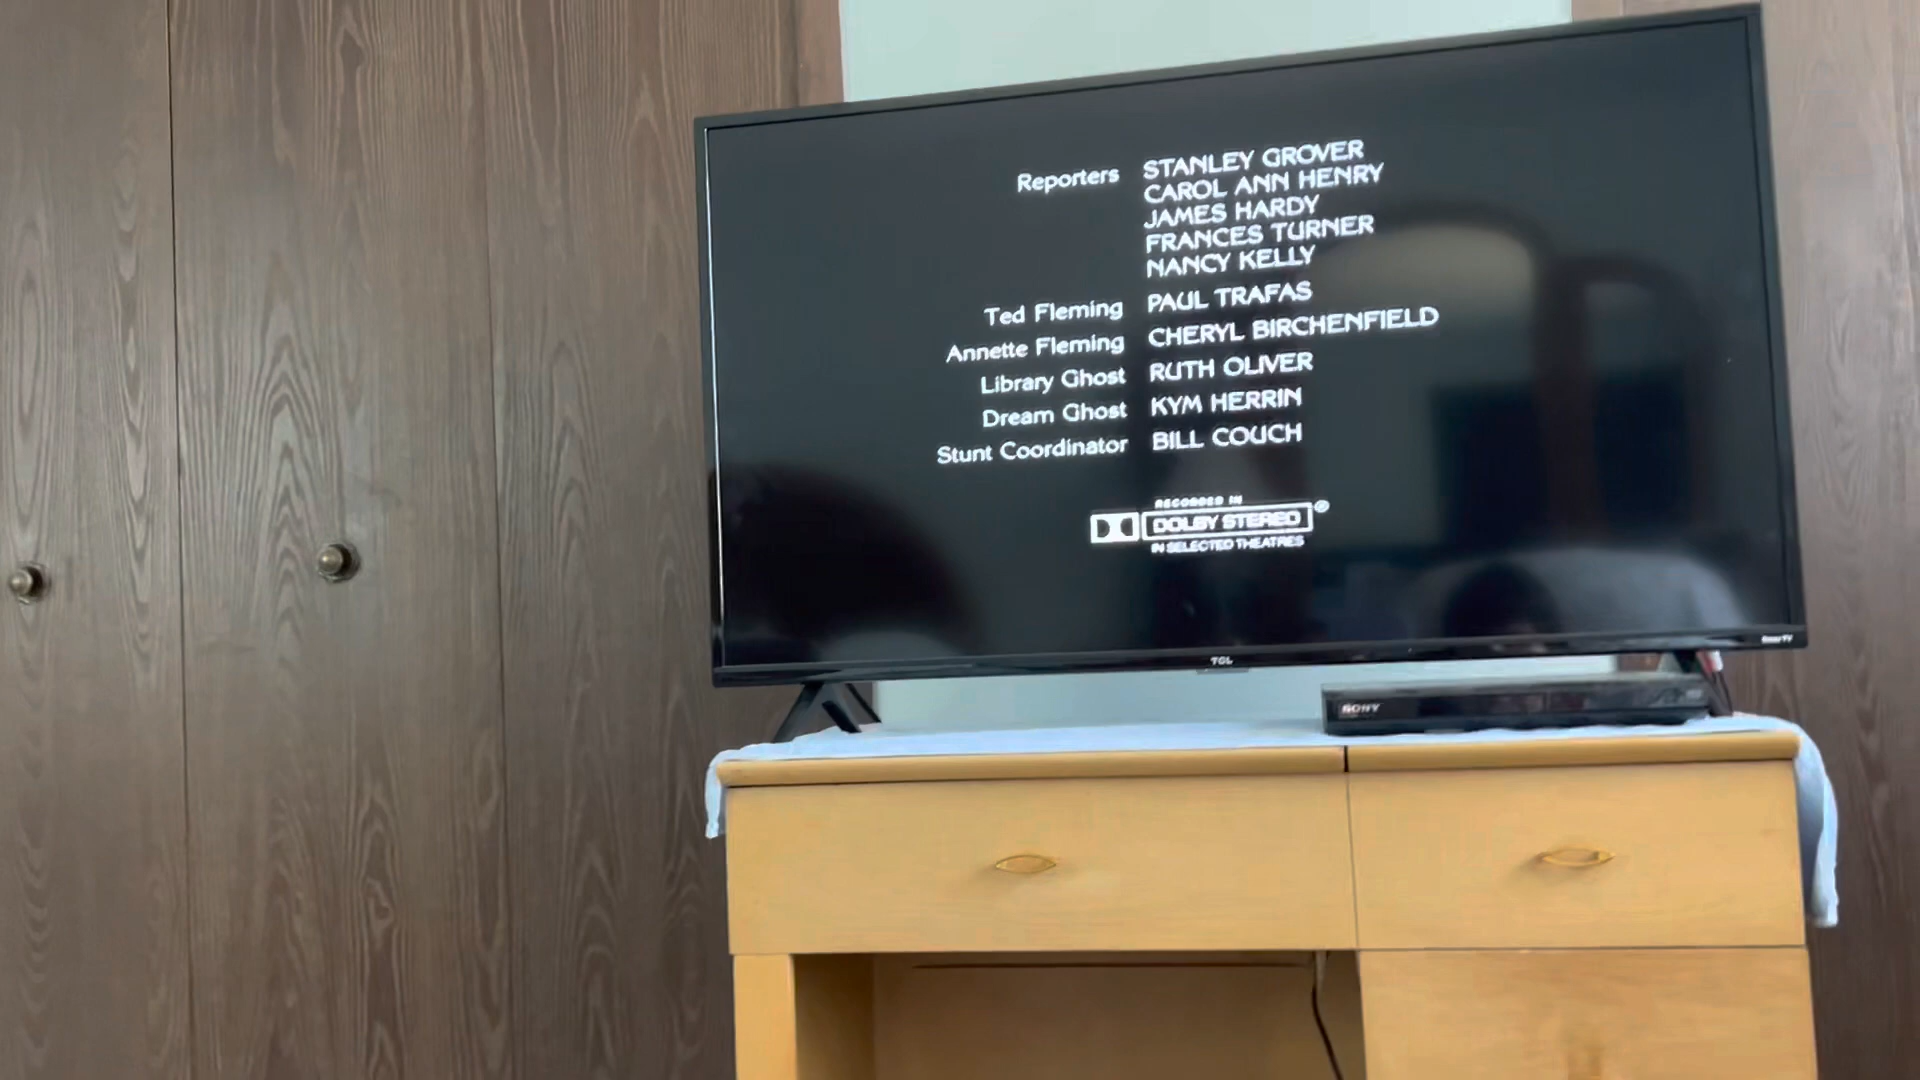 Reporters STANLEY GROVER
CAROL ANN HENRY
JAMES HARDY
FRANCES TURNER
NANCY KELLY
Ted Fleming PAUL TRAFAS
Annette Fleming CHERYL BIRCHENFIELD
Library Ghost RUTH OLIVER
Dream Ghost KYM HERRIN
Stunt Coordinator BILL COUCH
RECORDED IN
DOLBY STEREO ®
IN SELECTED THEATRES
TCL
Roku TV
SONY